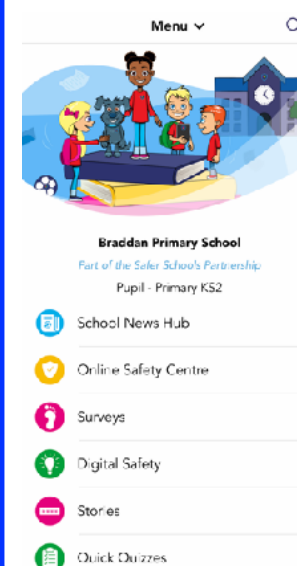 Menu
Braddan Primary School
Part of the Safer Schools Partnership
Pupil - Primary KS2
School News Hub
Online Safety Centre
Surveys
Digital Safety
Stories
Quick Quizzes